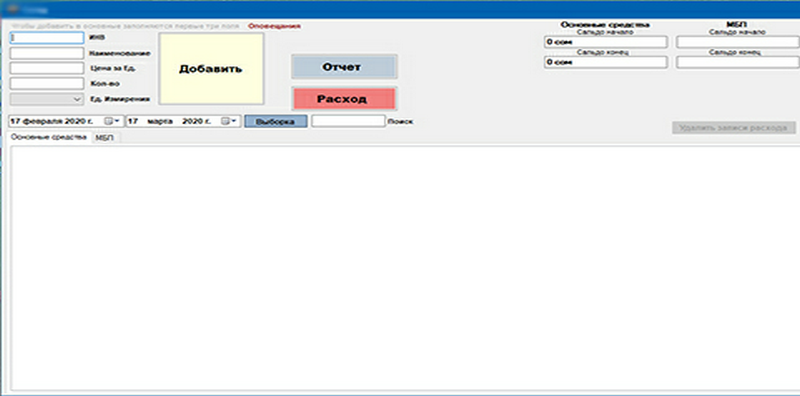 Чтобы добавить в основные заполняются первые три поля Оповещания
ИНВ
Наименование
Цена за Ед.
Кол-во
Ед. Измерения
Добавить
Отчет
Расход
Основные средства
Сальдо начало
0 сом
Сальдо конец
0 сом
МБП
Сальдо начало
Сальдо конец
17 февраля 2020 г. 17 марта 2020 г. Выборка Поиск
Удалить записи расхода
Основные средства МБП